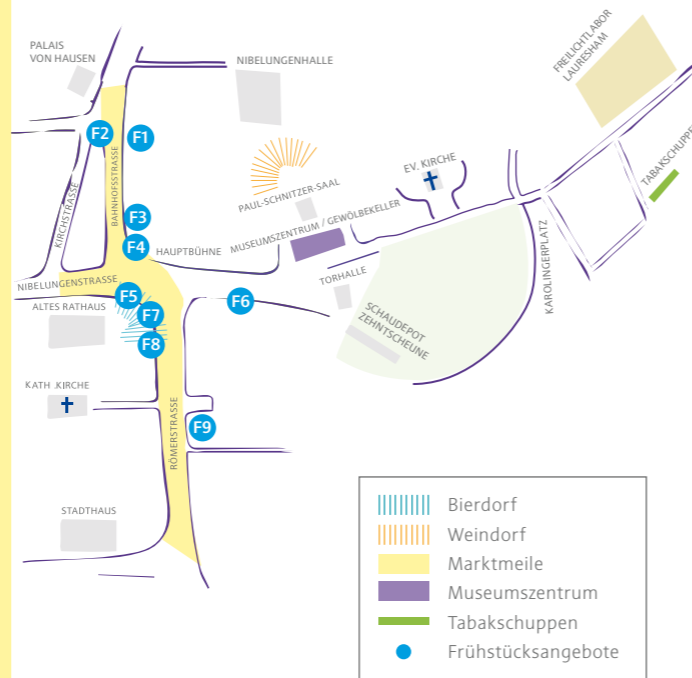 PALAIS
VON HAUSEN
NIBELUNGENHALLE
FREILICHTLABOR
LAURESHAM
F2
F1
BAHNHOFSSTRASSE
KIRCHSTRASSE
EV. KIRCHE
TABAKSCHUPPEN
PAUL-SCHNITZER-SAAL
F3
F4
HAUPTBÜHNE
MUSEUMSZENTRUM / GEWÖLBEKELLER
KAROLINGERPLATZ
NIBELUNGENSTRASSE
TORHALLE
F5
F6
ALTES RATHAUS
F7
SCHAUDEPOT
ZEHNTSCHEUNE
F8
KATH .KIRCHE
F9
RÖMERSTRASSE
STADTHAUS
Bierdorf
Weindorf
Marktmeile
Museumszentrum
Tabakschuppen
Frühstücksangebote